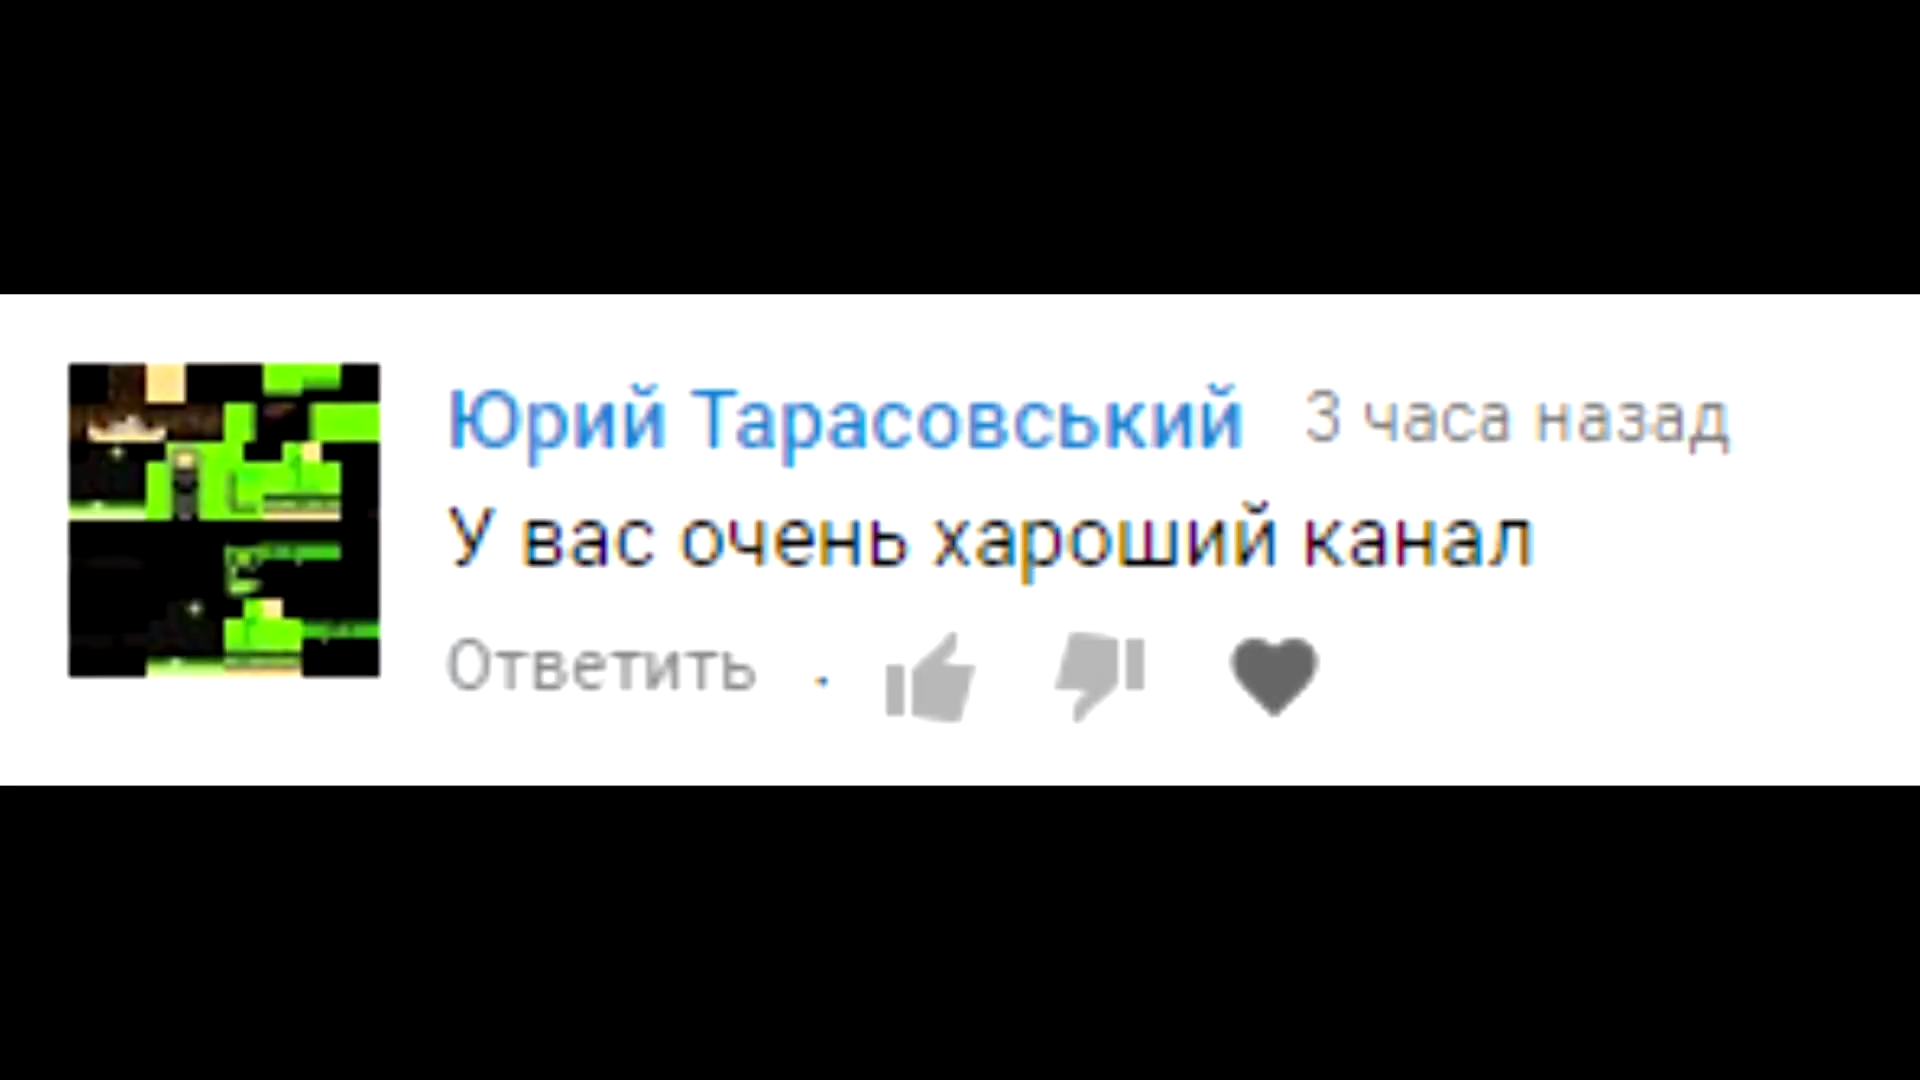 Юрий Тарасовський 3 часа назад
У вас очень хароший канал
Ответить